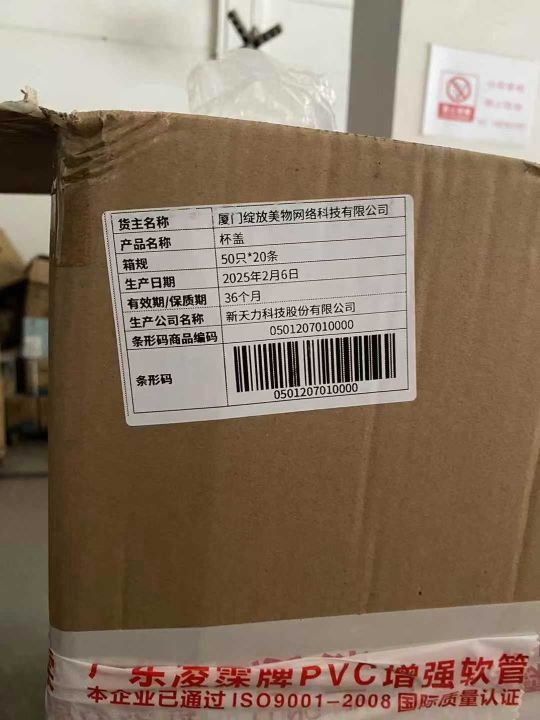 货主名称 厦门绽放美物网络科技有限公司
产品名称 杯盖
箱规 50只*20条
生产日期 2025年2月6日
有效期/保质期 36个月
生产公司名称 新天力科技股份有限公司
条形码商品编码 0501207010000
条形码
0501207010000
广东凌霖牌PVC增强软管
本企业已通过ISO9001-2008国际质量认证